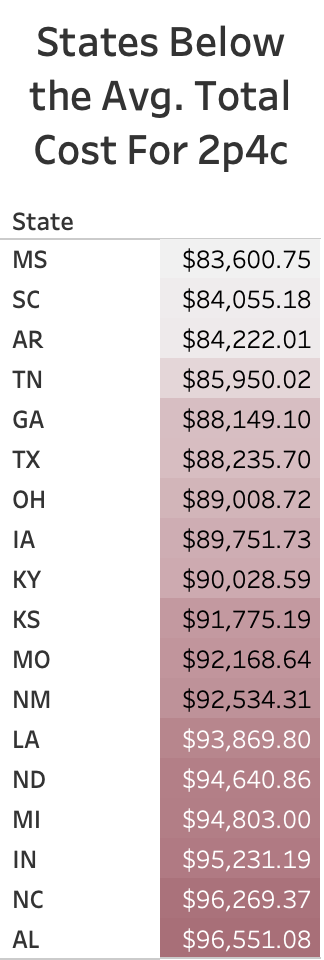 States Below
the Avg. Total
Cost For 2p4c
State
MS $83,600.75
SC $84,055.18
AR $84,222.01
TN $85,950.02
GA $88,149.10
TX $88,235.70
OH $89,008.72
IA $89,751.73
KY $90,028.59
KS $91,775.19
MO $92,168.64
NM $92,534.31
LA $93,869.80
ND $94,640.86
MI $94,803.00
IN $95,231.19
NC $96,269.37
AL $96,551.08